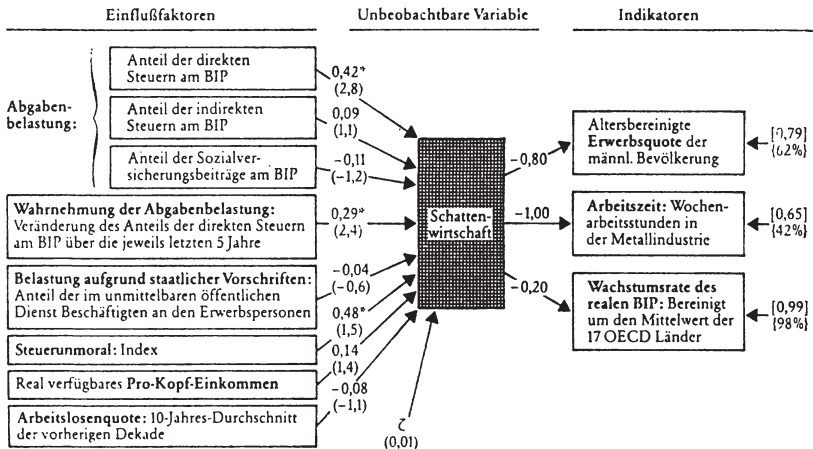 Einflußfaktoren
Unbeobachtbare Variable
Indikatoren
Abgaben-
belastung:
Anteil der direkten
Steuern am BIP
0,42*
(2,8)
Anteil der indirekten
Steuern am BIP
0,09
(1,1)
Anteil der Sozialver-
sicherungsbeiträge am BIP
−0,11
(−1,2)
Wahrnehmung der Abgabenbelastung:
Veränderung des Anteils der direkten Steuern
am BIP über die jeweils letzten 5 Jahre
0,29*
(2,4)
Belastung aufgrund staatlicher Vorschriften:
Anteil der im unmittelbaren öffentlichen
Dienst Beschäftigten an den Erwerbspersonen
−0,04
(−0,6)
Steuerunmoral: Index
0,48*
(1,5)
Real verfügbares Pro-Kopf-Einkommen
0,14
(1,4)
Arbeitslosenquote: 10-Jahres-Durchschnitt
der vorherigen Dekade
−0,08
(−1,1)
Schatten-
wirtschaft
ζ
(0,01)
−0,80
Altersbereinigte
Erwerbsquote der
männl. Bevölkerung
[0,79]
{62%}
−1,00
Arbeitszeit: Wochen-
arbeitsstunden in
der Metallindustrie
[0,65]
{42%}
−0,20
Wachstumsrate des
realen BIP: Bereinigt
um den Mittelwert der
17 OECD Länder
[0,99]
{98%}